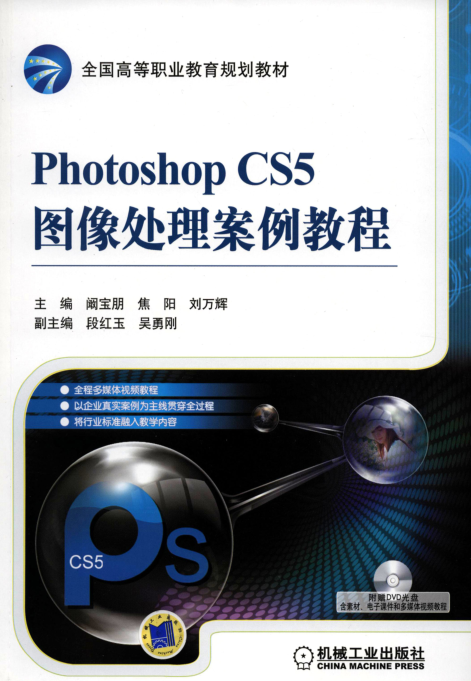 全国高等职业教育规划教材
Photoshop CS5
图像处理案例教程
主 编 阚宝朋 焦 阳 刘万辉
副主编 段红玉 吴勇刚
全程多媒体视频教程
以企业真实案例为主线贯穿全过程
将行业标准融入教学内容
Ps
CS5
附赠DVD光盘
含素材、电子课件和多媒体视频教程
机械工业出版社
CHINA MACHINE PRESS